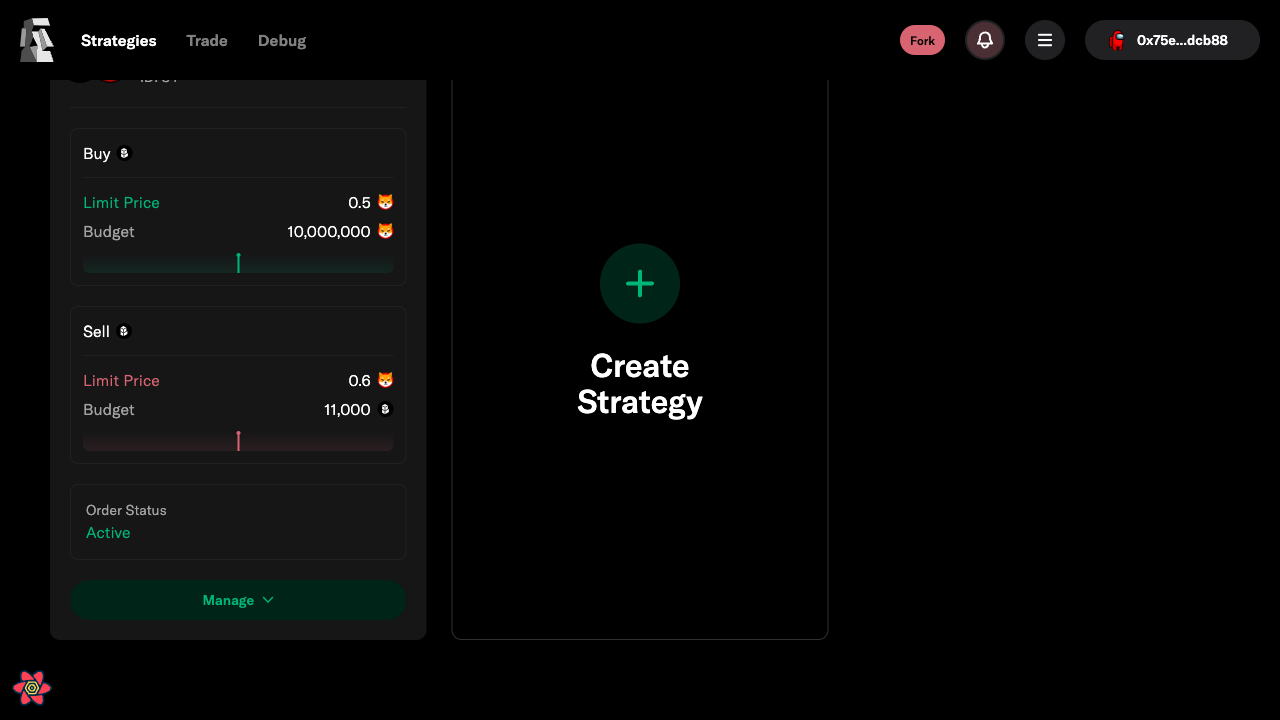 Strategies
Trade
Debug
Fork
0x75e...dcb88
Buy
Limit Price 0.5
Budget 10,000,000
Sell
Limit Price 0.6
Budget 11,000
Order Status
Active
Manage
Create
Strategy